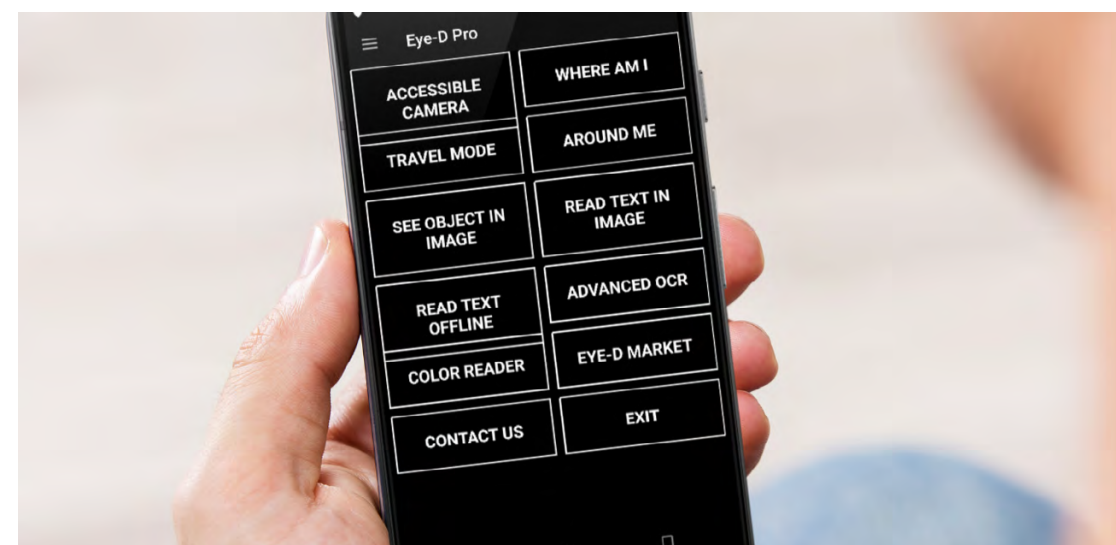 Eye-D Pro
ACCESSIBLE
CAMERA
WHERE AM I
TRAVEL MODE
AROUND ME
SEE OBJECT IN
IMAGE
READ TEXT IN
IMAGE
READ TEXT
OFFLINE
ADVANCED OCR
COLOR READER
EYE-D MARKET
CONTACT US
EXIT